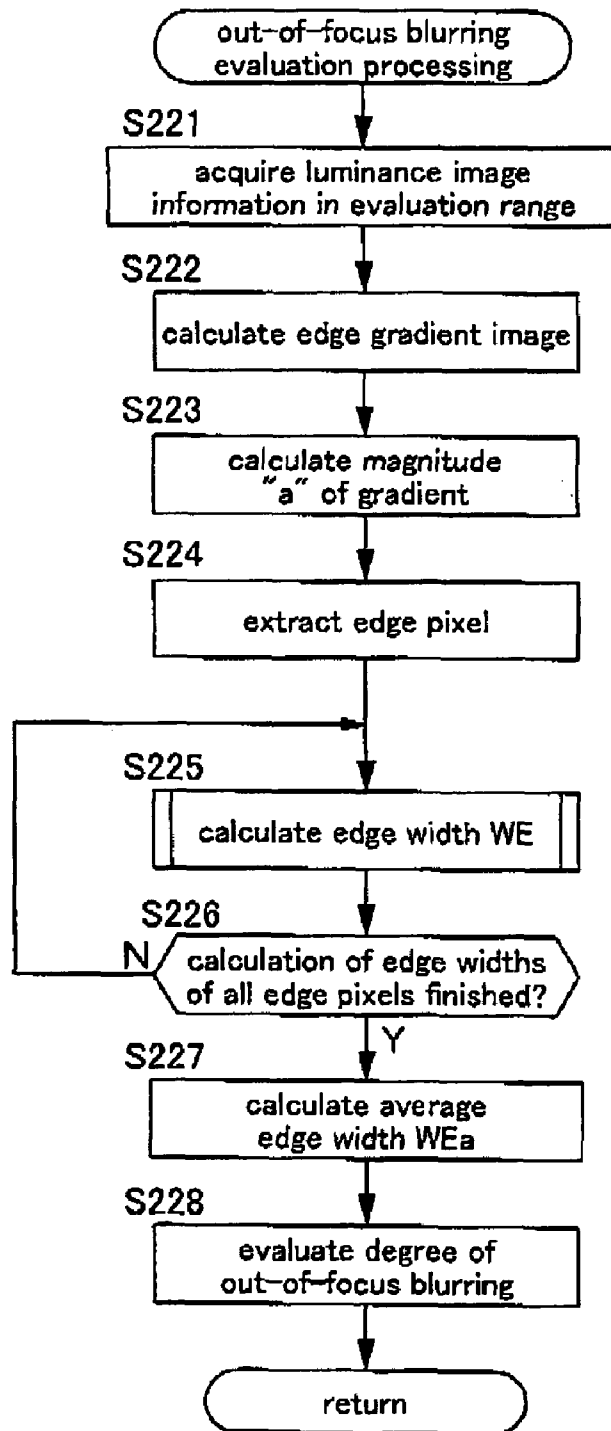 out-of-focus blurring
evaluation processing
S221
acquire luminance image
information in evaluation range
S222
calculate edge gradient image
S223
calculate magnitude
"a" of gradient
S224
extract edge pixel
S225
calculate edge width WE
S226
N
calculation of edge widths
of all edge pixels finished?
Y
S227
calculate average
edge width WEa
S228
evaluate degree of
out-of-focus blurring
return